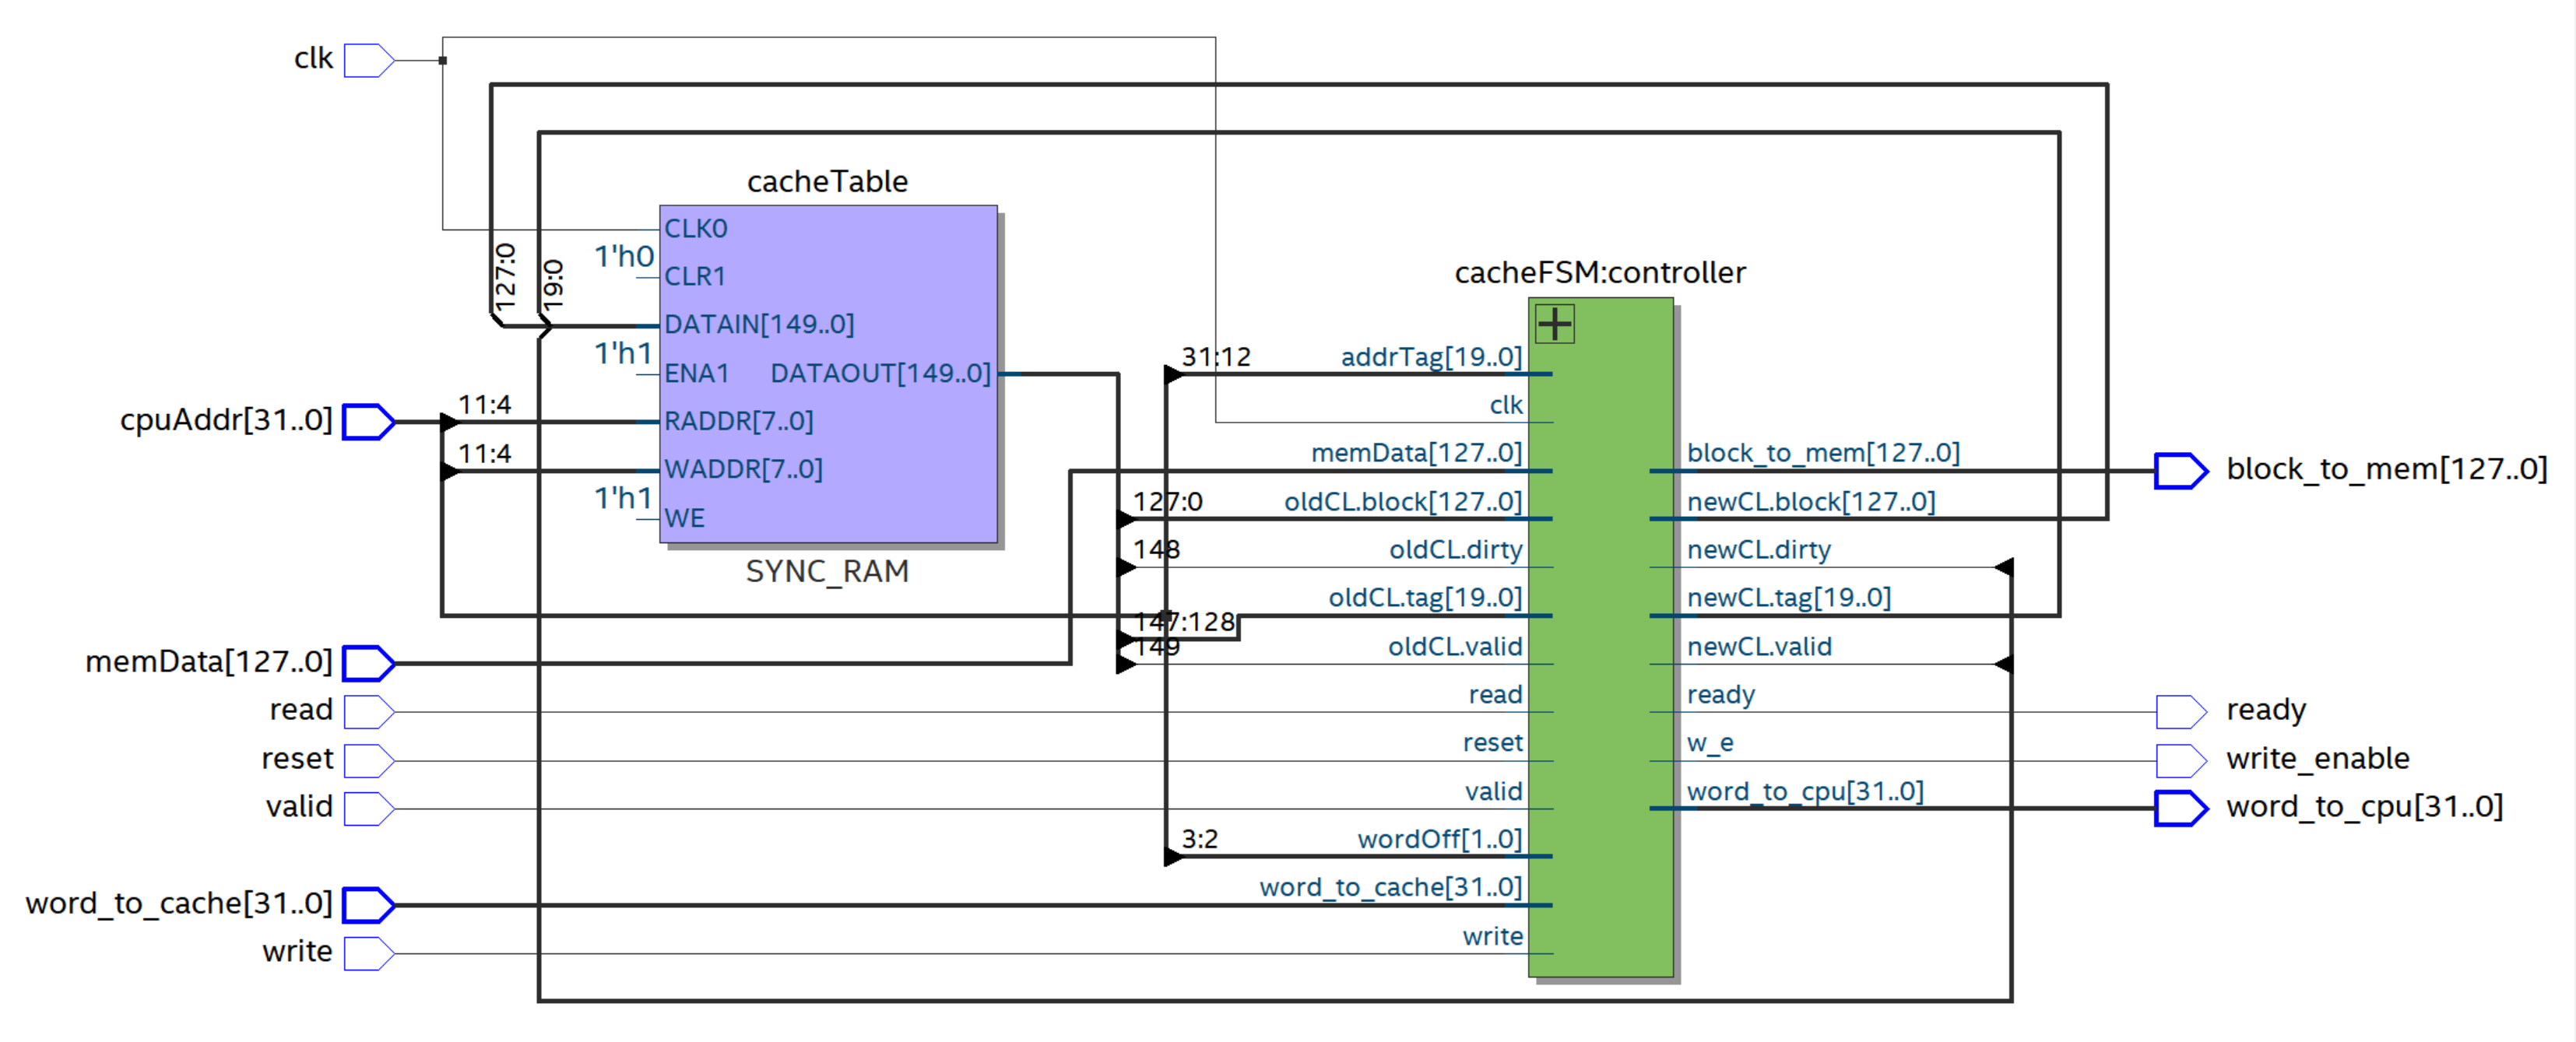 clk
cacheTable
CLK0
1'h0
CLR1
127:0
19:0
DATAIN[149..0]
1'h1
ENA1 DATAOUT[149..0]
cpuAddr[31..0]
11:4
RADDR[7..0]
11:4
WADDR[7..0]
1'h1
WE
SYNC_RAM
cacheFSM:controller
31:12
addrTag[19..0]
clk
memData[127..0]
127:0
oldCL.block[127..0]
148
oldCL.dirty
oldCL.tag[19..0]
147:128
149
oldCL.valid
read
reset
valid
3:2
wordOff[1..0]
word_to_cache[31..0]
write
block_to_mem[127..0]
newCL.block[127..0]
newCL.dirty
newCL.tag[19..0]
newCL.valid
ready
w_e
word_to_cpu[31..0]
memData[127..0]
read
reset
valid
word_to_cache[31..0]
write
block_to_mem[127..0]
ready
write_enable
word_to_cpu[31..0]